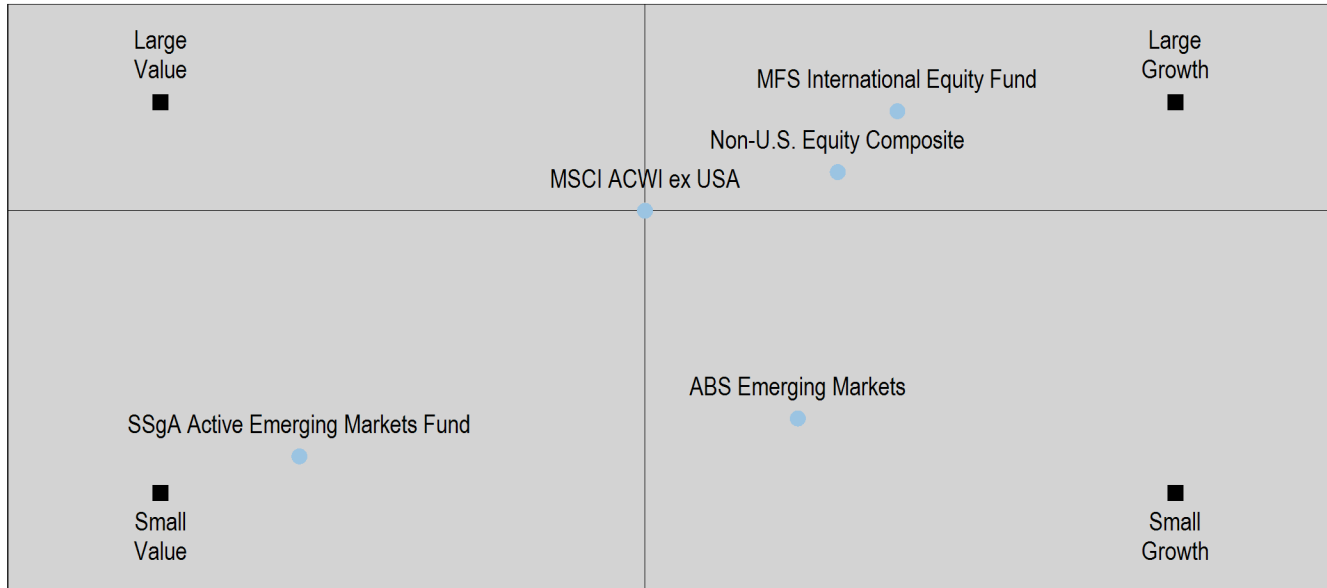 Large
Value
Large
Growth
MFS International Equity Fund
Non-U.S. Equity Composite
MSCI ACWI ex USA
ABS Emerging Markets
SSgA Active Emerging Markets Fund
Small
Value
Small
Growth